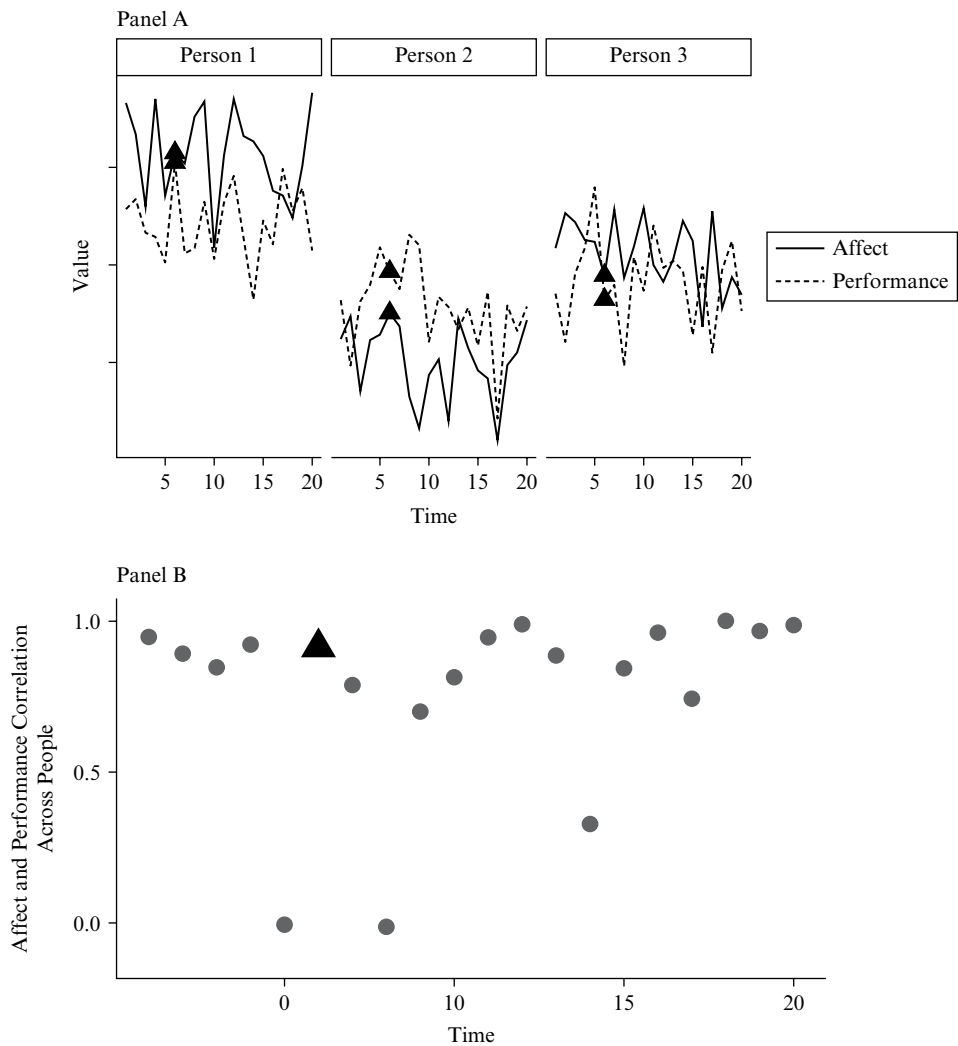 Panel A
Person 1
Person 2
Person 3
Value
Affect
Performance
5 10 15 20
5 10 15 20
5 10 15 20
Time
Panel B
Affect and Performance Correlation
Across People
1.0
0.5
0.0
0 10 15 20
Time